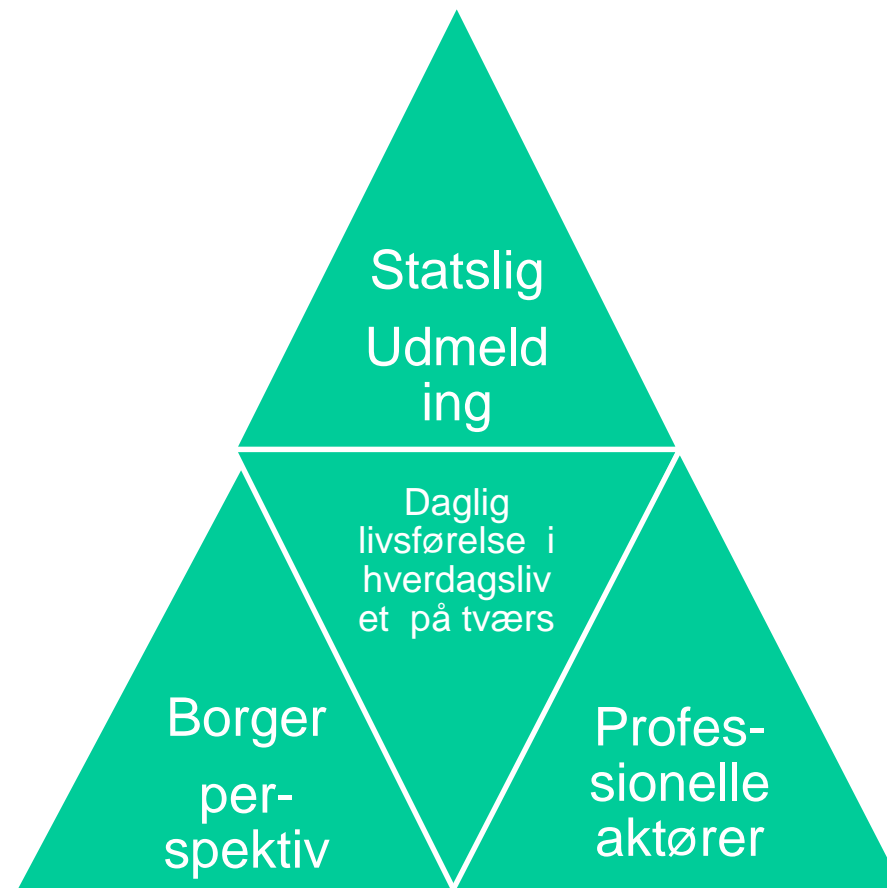 Statslig
Udmeld
ing
Daglig
livsførelse i
hverdagsliv
et på tværs
Borger
per-
spektiv
Profes-
sionelle
aktører